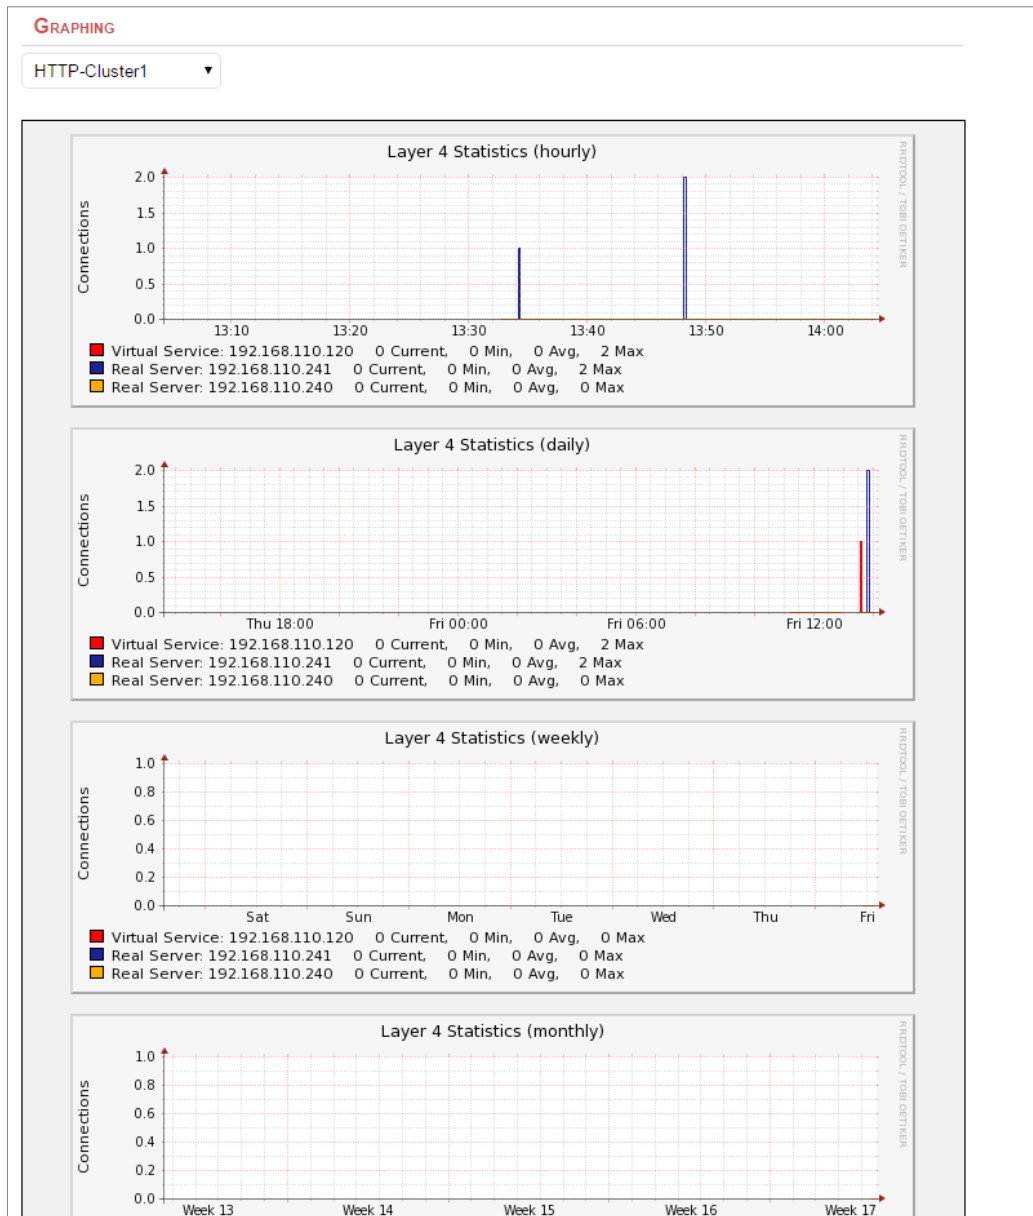 GRAPHING
HTTP-Cluster1
Layer 4 Statistics (hourly)
RRDTOOL / TOBI OETIKER
Connections
2.0
1.5
1.0
0.5
0.0
13:10 13:20 13:30 13:40 13:50 14:00
Virtual Service: 192.168.110.120 0 Current, 0 Min, 0 Avg, 2 Max
Real Server: 192.168.110.241 0 Current, 0 Min, 0 Avg, 2 Max
Real Server: 192.168.110.240 0 Current, 0 Min, 0 Avg, 0 Max
Layer 4 Statistics (daily)
RRDTOOL / TOBI OETIKER
Connections
2.0
1.5
1.0
0.5
0.0
Thu 18:00 Fri 00:00 Fri 06:00 Fri 12:00
Virtual Service: 192.168.110.120 0 Current, 0 Min, 0 Avg, 2 Max
Real Server: 192.168.110.241 0 Current, 0 Min, 0 Avg, 2 Max
Real Server: 192.168.110.240 0 Current, 0 Min, 0 Avg, 0 Max
Layer 4 Statistics (weekly)
RRDTOOL / TOBI OETIKER
Connections
1.0
0.8
0.6
0.4
0.2
0.0
Sat Sun Mon Tue Wed Thu Fri
Virtual Service: 192.168.110.120 0 Current, 0 Min, 0 Avg, 0 Max
Real Server: 192.168.110.241 0 Current, 0 Min, 0 Avg, 0 Max
Real Server: 192.168.110.240 0 Current, 0 Min, 0 Avg, 0 Max
Layer 4 Statistics (monthly)
RRDTOOL / TOBI OETIKER
Connections
1.0
0.8
0.6
0.4
0.2
0.0
Week 13 Week 14 Week 15 Week 16 Week 17